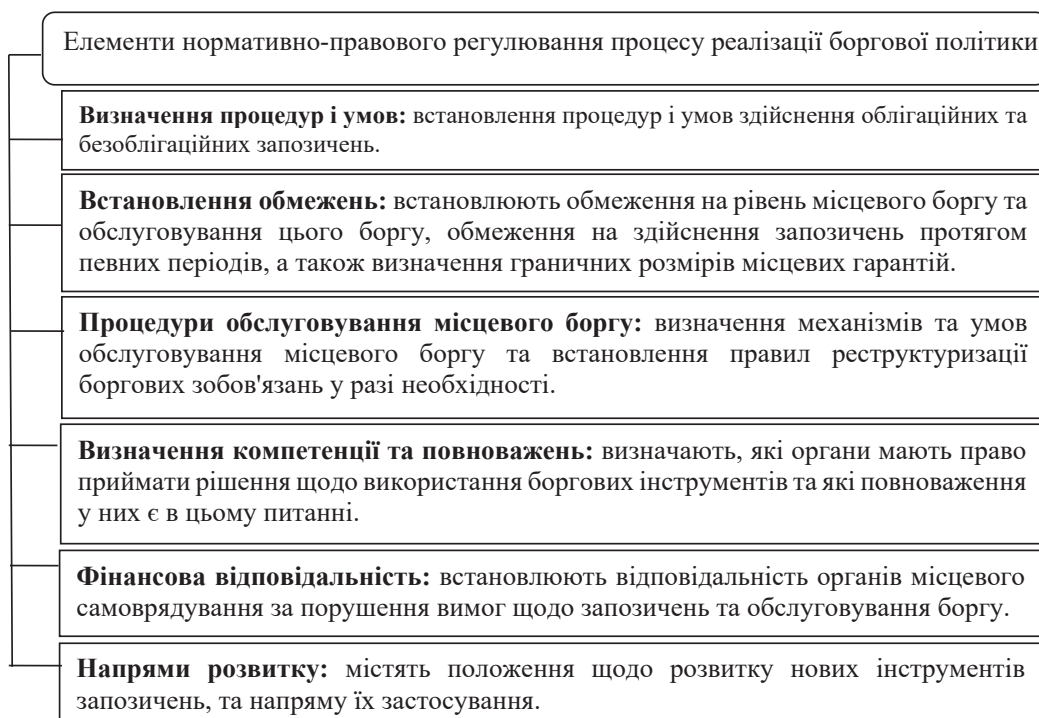 Елементи нормативно-правового регулювання процесу реалізації боргової політики
Визначення процедур і умов: встановлення процедур і умов здійснення облігаційних та
безоблігаційних запозичень.
Встановлення обмежень: встановлюють обмеження на рівень місцевого боргу та
обслуговування цього боргу, обмеження на здійснення запозичень протягом
певних періодів, а також визначення граничних розмірів місцевих гарантій.
Процедури обслуговування місцевого боргу: визначення механізмів та умов
обслуговування місцевого боргу та встановлення правил реструктуризації
боргових зобов'язань у разі необхідності.
Визначення компетенції та повноважень: визначають, які органи мають право
приймати рішення щодо використання боргових інструментів та які повноваження
у них є в цьому питанні.
Фінансова відповідальність: встановлюють відповідальність органів місцевого
самоврядування за порушення вимог щодо запозичень та обслуговування боргу.
Напрями розвитку: містять положення щодо розвитку нових інструментів
запозичень, та напряму їх застосування.